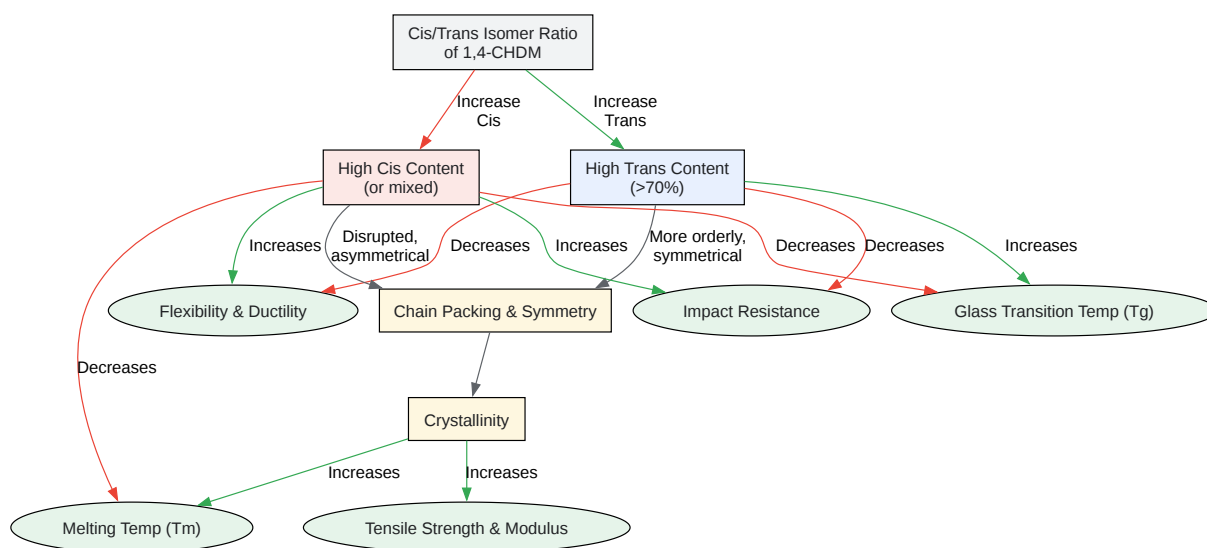 Cis/Trans Isomer Ratio
of 1,4-CHDM
Increase
Cis
Increase
Trans
High Cis Content
(or mixed)
High Trans Content
(>70%)
Increases
Disrupted,
asymmetrical
Decreases
Increases
More orderly,
symmetrical
Decreases
Decreases
Increases
Flexibility & Ductility
Chain Packing & Symmetry
Impact Resistance
Glass Transition Temp (Tg)
Decreases
Crystallinity
Increases
Increases
Melting Temp (Tm)
Tensile Strength & Modulus